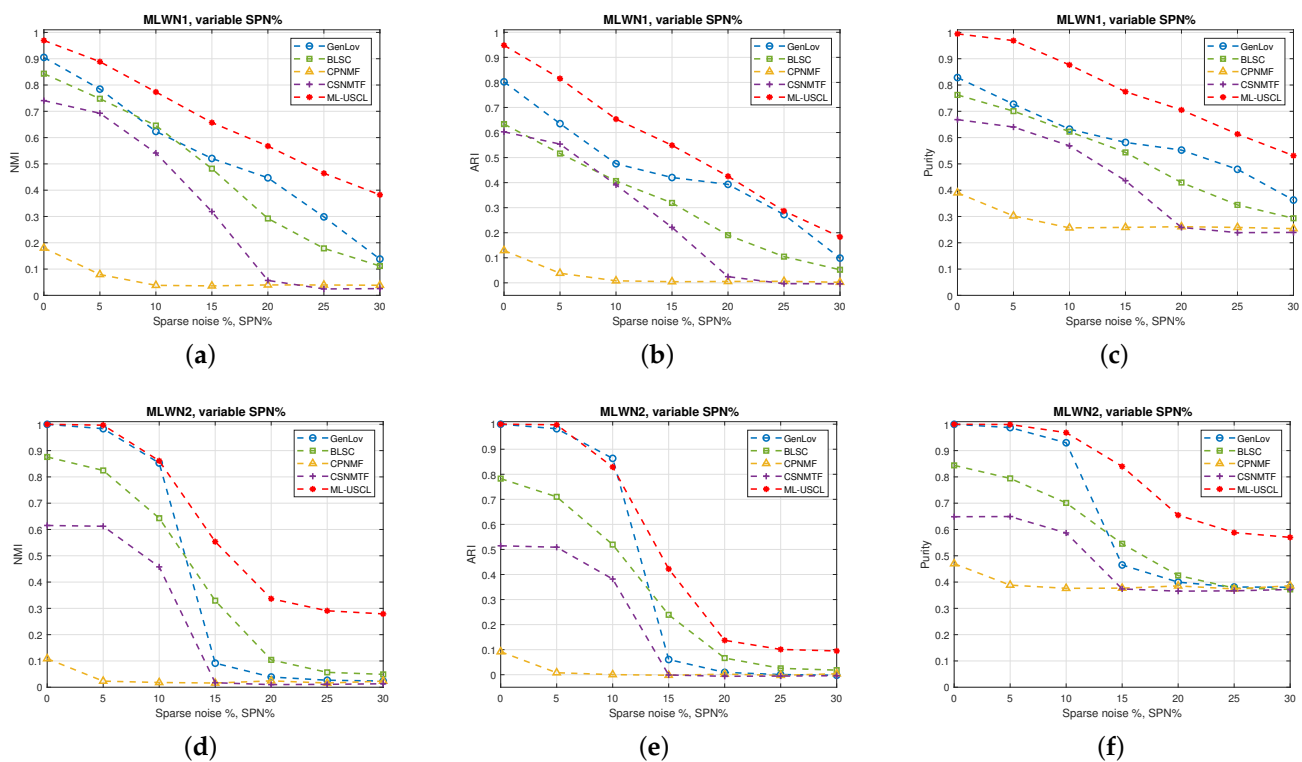 MLWN1, variable SPN%
1
0.9
0.8
0.7
0.6
0.5
0.4
0.3
0.2
0.1
0
NMI
0 5 10 15 20 25 30
Sparse noise %, SPN%
GenLov
BLSC
CPNMF
CSNMTF
ML-USCL
(a)
MLWN1, variable SPN%
1
0.9
0.8
0.7
0.6
0.5
0.4
0.3
0.2
0.1
0
ARI
0 5 10 15 20 25 30
Sparse noise %, SPN%
GenLov
BLSC
CPNMF
CSNMTF
ML-USCL
(b)
MLWN1, variable SPN%
1
0.9
0.8
0.7
0.6
0.5
0.4
0.3
0.2
0.1
0
Purity
0 5 10 15 20 25 30
Sparse noise %, SPN%
GenLov
BLSC
CPNMF
CSNMTF
ML-USCL
(c)
MLWN2, variable SPN%
1
0.9
0.8
0.7
0.6
0.5
0.4
0.3
0.2
0.1
0
NMI
0 5 10 15 20 25 30
Sparse noise %, SPN%
GenLov
BLSC
CPNMF
CSNMTF
ML-USCL
(d)
MLWN2, variable SPN%
1
0.9
0.8
0.7
0.6
0.5
0.4
0.3
0.2
0.1
0
ARI
0 5 10 15 20 25 30
Sparse noise %, SPN%
GenLov
BLSC
CPNMF
CSNMTF
ML-USCL
(e)
MLWN2, variable SPN%
1
0.9
0.8
0.7
0.6
0.5
0.4
0.3
0.2
0.1
0
Purity
0 5 10 15 20 25 30
Sparse noise %, SPN%
GenLov
BLSC
CPNMF
CSNMTF
ML-USCL
(f)